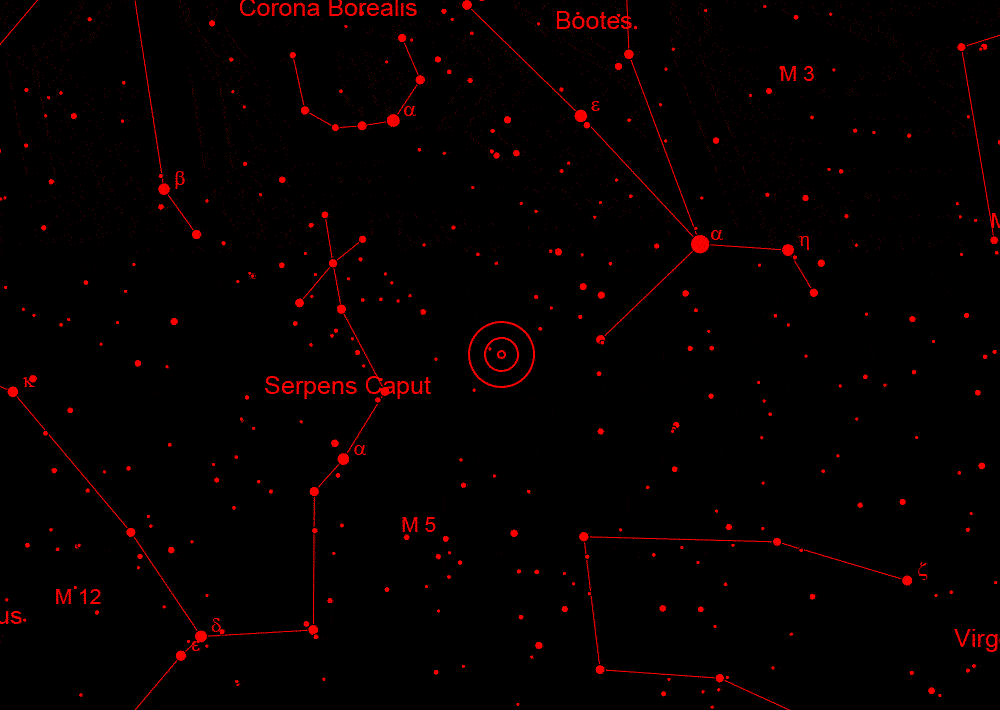 Corona Borealis
Boötes
M 3
ε
α
β
α
η
M
κ
Serpens Caput
α
M 5
ζ
M 12
us
δ
ε
Virg